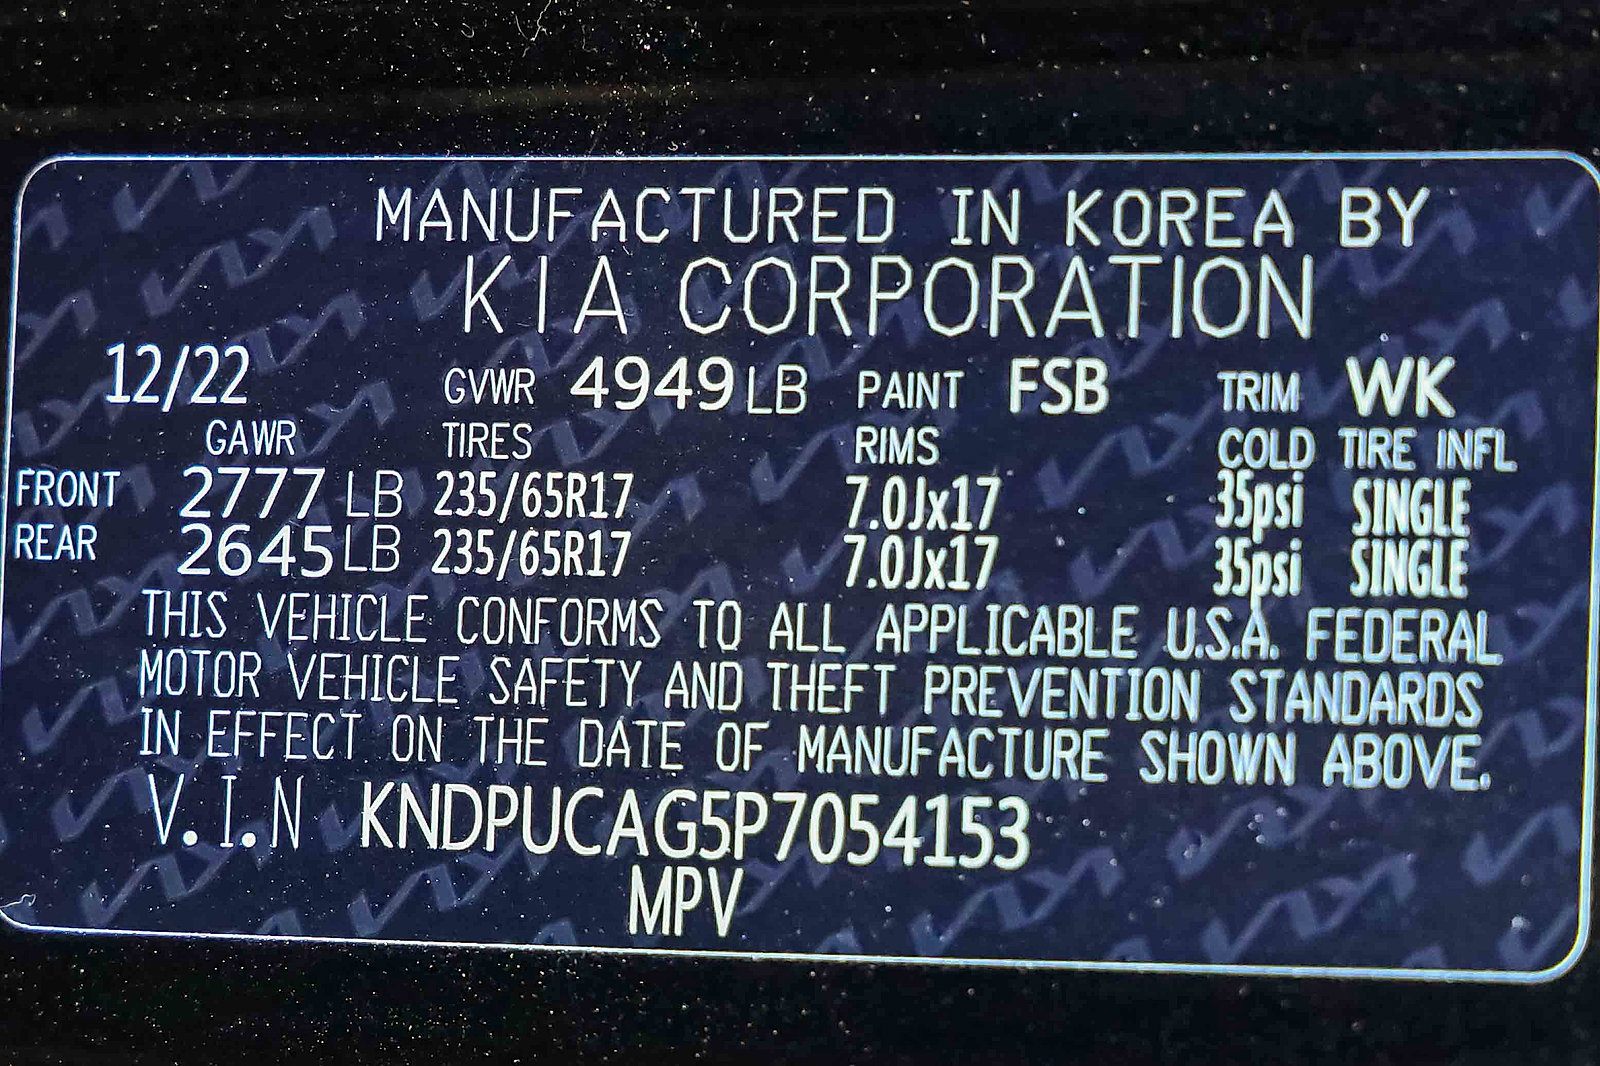 MANUFACTURED IN KOREA BY
KIA CORPORATION
12/22 GVWR 4949 LB PAINT FSB TRIM WK
GAWR TIRES RIMS COLD TIRE INFL
FRONT 2777 LB 235/65R17 7.0Jx17 35psi SINGLE
REAR 2645 LB 235/65R17 7.0Jx17 35psi SINGLE
THIS VEHICLE CONFORMS TO ALL APPLICABLE U.S.A. FEDERAL
MOTOR VEHICLE SAFETY AND THEFT PREVENTION STANDARDS
IN EFFECT ON THE DATE OF MANUFACTURE SHOWN ABOVE.
V.I.N KNDPUCAG5P7054153
MPV